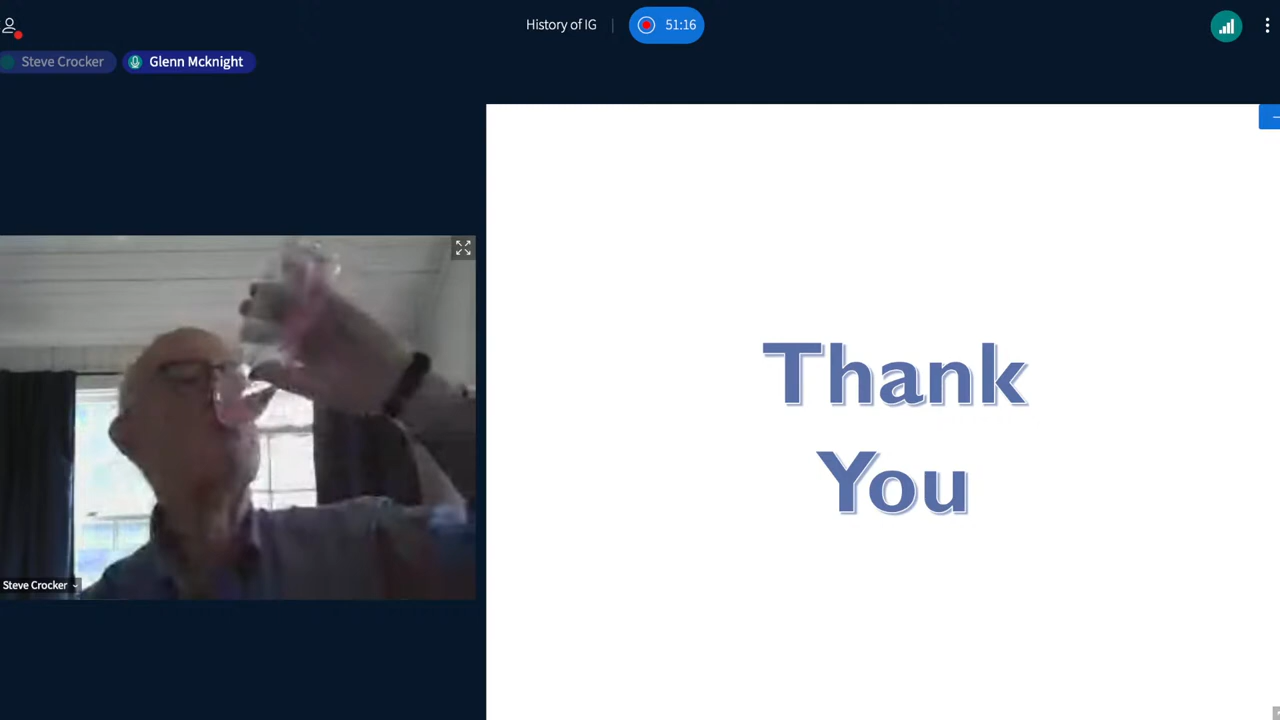 History of IG
51:16
Steve Crocker
Glenn Mcknight
Thank
You
Steve Crocker